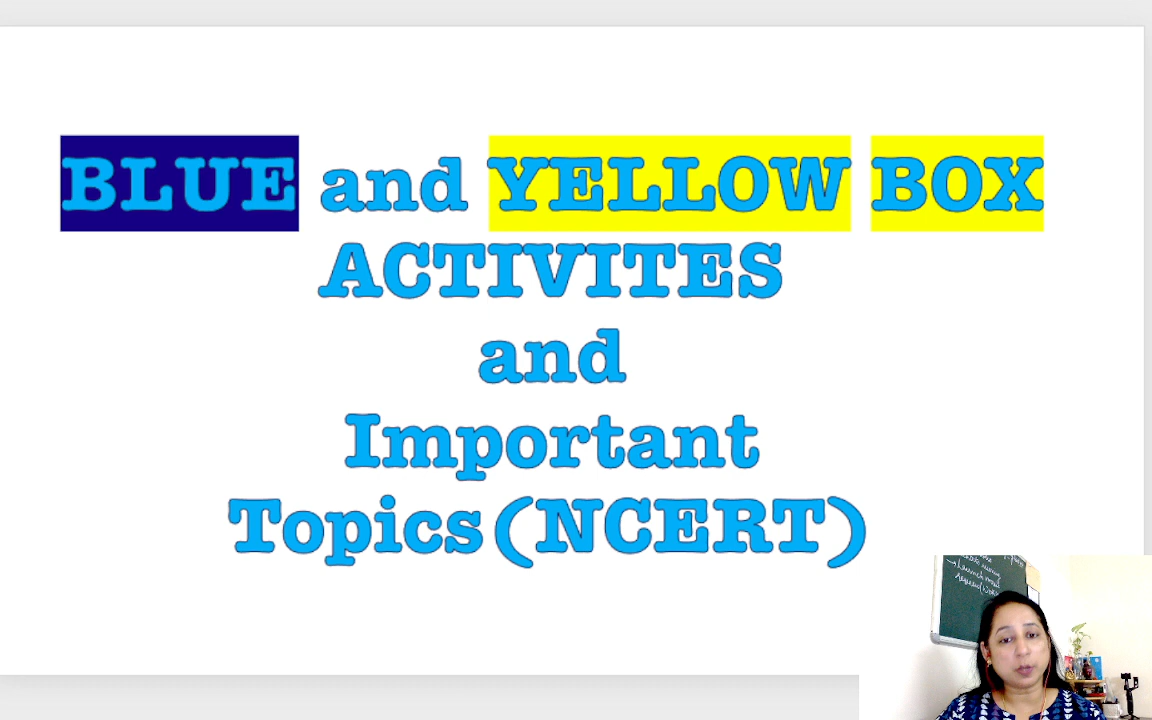 BLUE and YELLOW BOX
ACTIVITES
and
Important
Topics(NCERT)